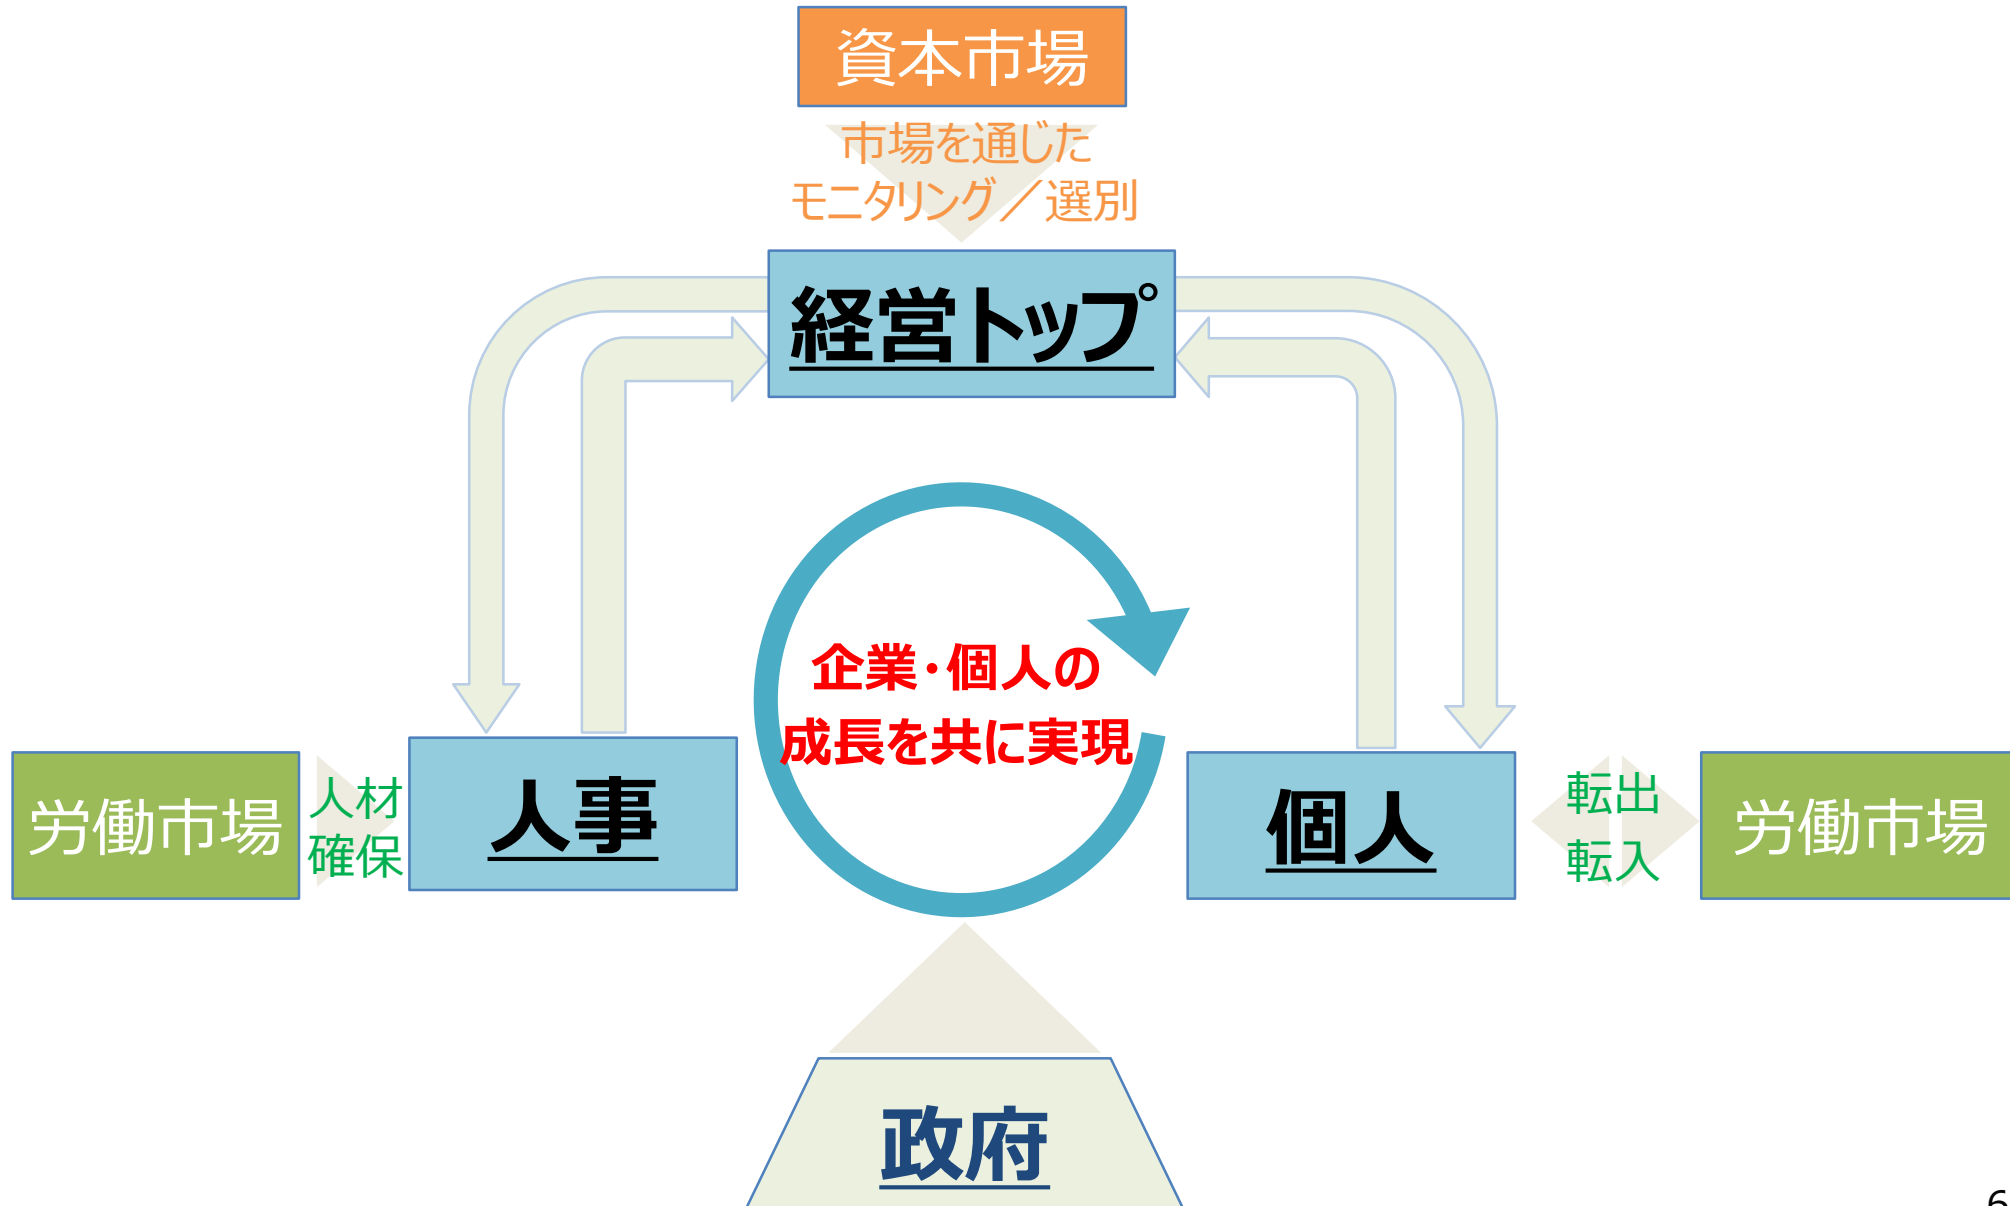 資本市場
市場を通じた
モニタリング／選別
経営トップ
企業・個人の
成長を共に実現
労働市場
人材
確保
人事
個人
転出
転入
労働市場
政府
6